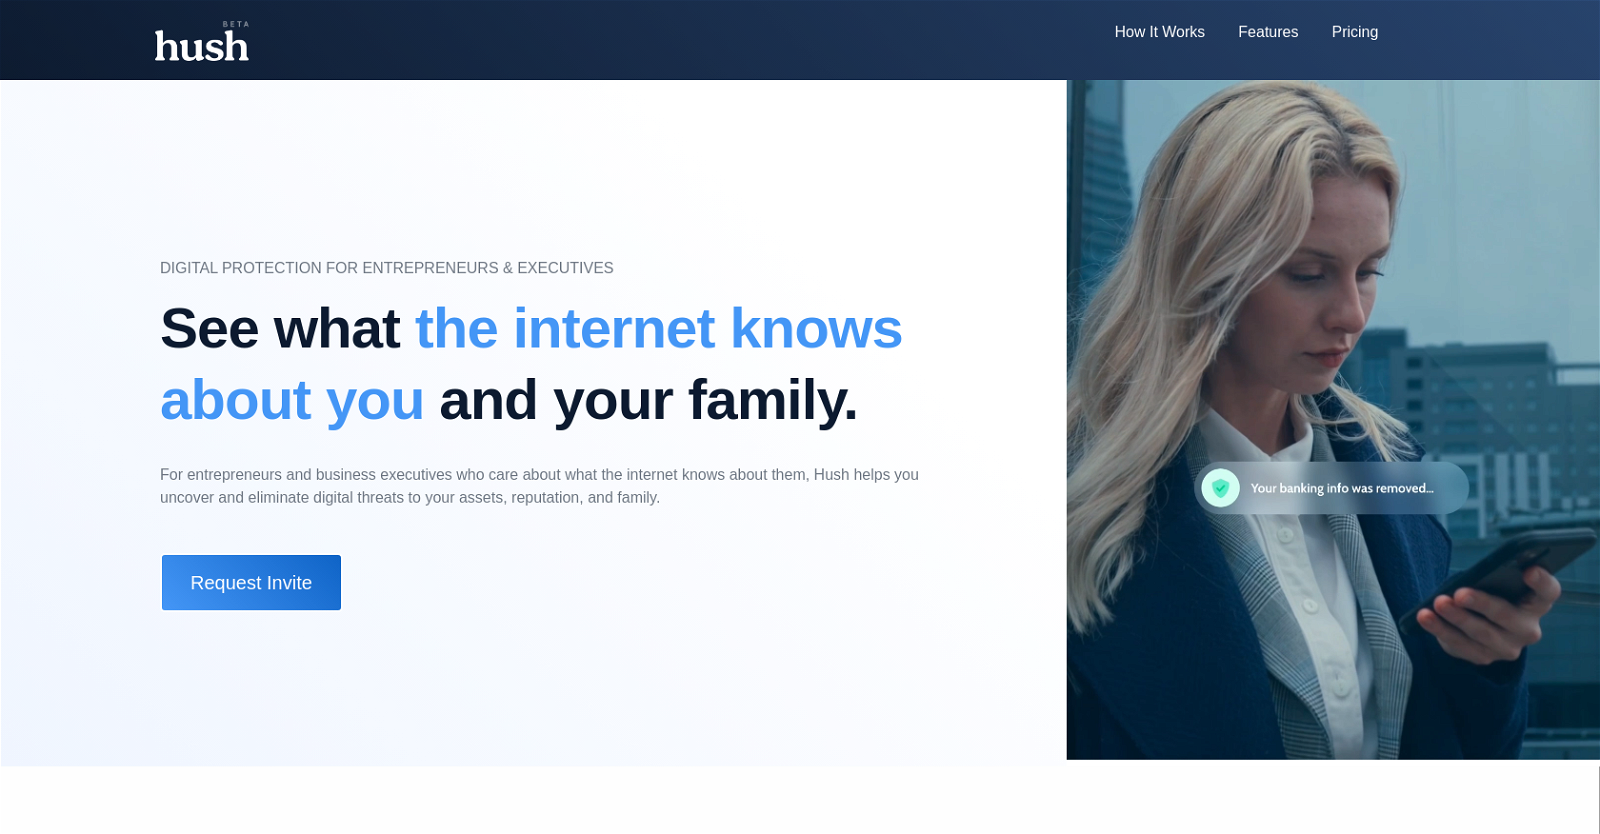 BETA
hush
How It Works
Features
Pricing
DIGITAL PROTECTION FOR ENTREPRENEURS & EXECUTIVES
See what the internet knows
about you and your family.
For entrepreneurs and business executives who care about what the internet knows about them, Hush helps you
uncover and eliminate digital threats to your assets, reputation, and family.
Request Invite
Your banking info was removed...